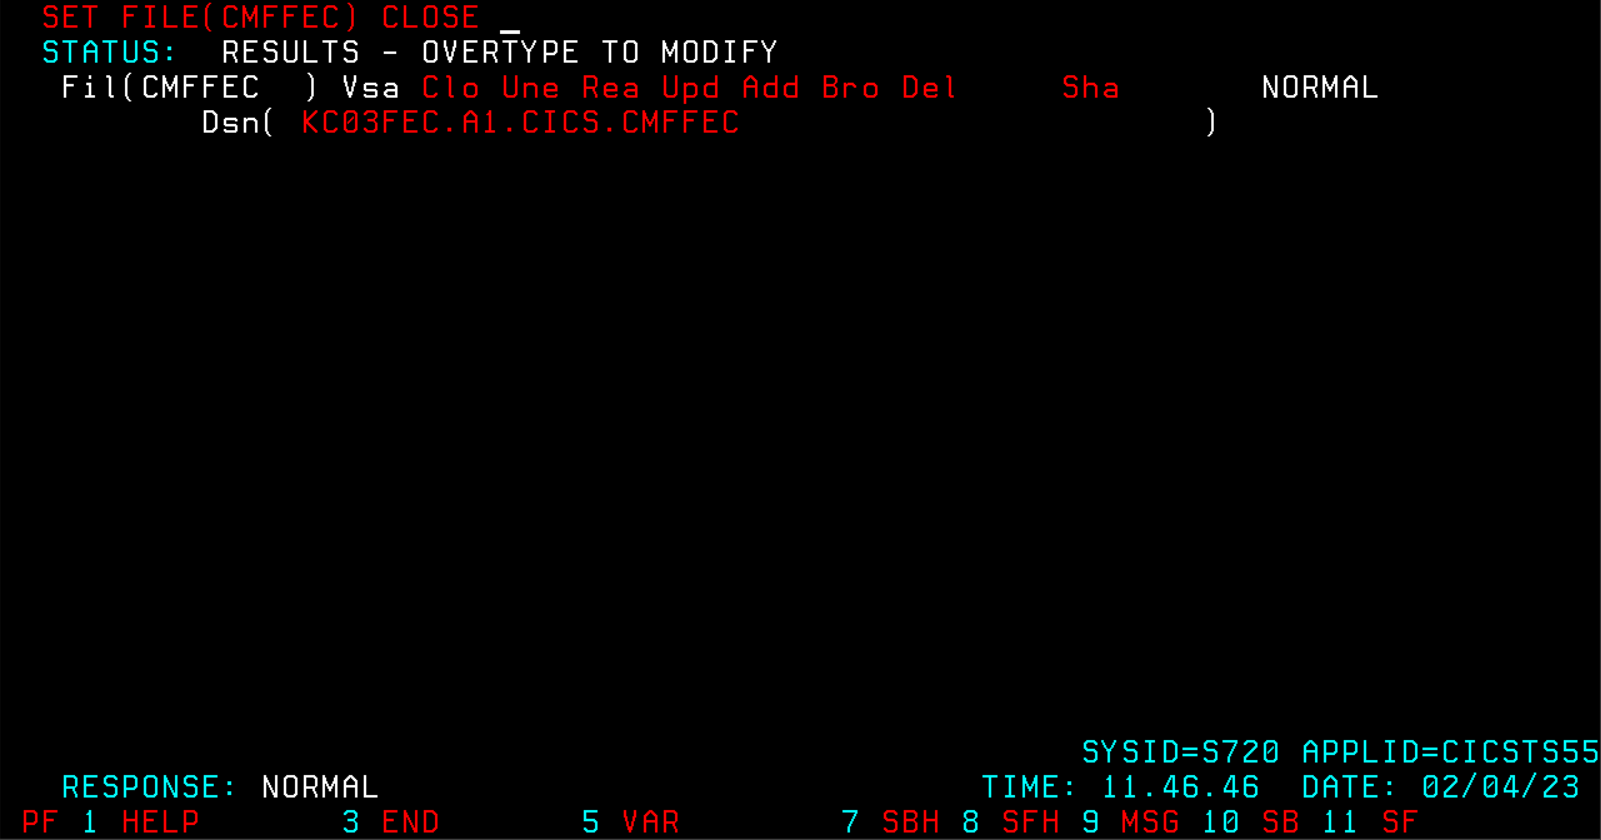 SET FILE(CMFFEC) CLOSE _
STATUS:  RESULTS - OVERTYPE TO MODIFY
Fil(CMFFEC  ) Vsa Clo Une Rea Upd Add Bro Del     Sha       NORMAL
Dsn( KC03FEC.A1.CICS.CMFFEC                       )
SYSID=S720 APPLID=CICSTS55
RESPONSE: NORMAL                              TIME: 11.46.46  DATE: 02/04/23
PF 1 HELP       3 END       5 VAR        7 SBH 8 SFH 9 MSG 10 SB 11 SF